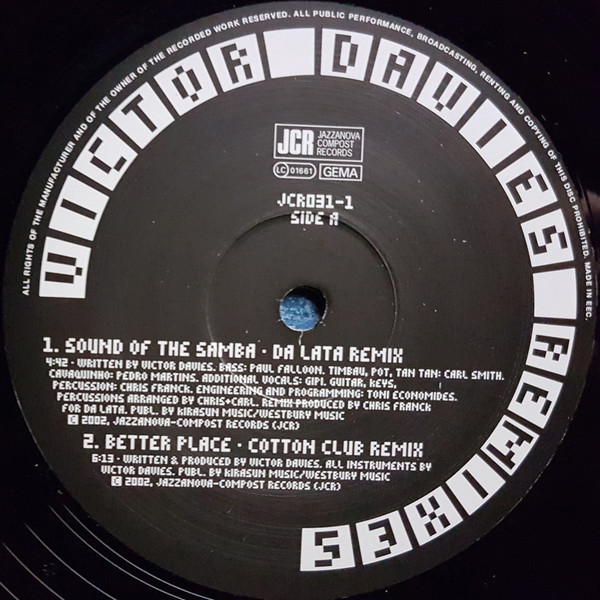 ALL RIGHTS OF THE MANUFACTURER AND OF THE OWNER OF THE RECORDED WORK RESERVED. ALL PUBLIC PERFORMANCE, BROADCASTING, RENTING AND COPYING OF THIS DISC PROHIBITED. MADE IN EEC.
VICTOR DAVIES REMIXES
JCR JAZZANOVA
COMPOST
RECORDS
LC 01661 GEMA
JCR031-1
SIDE A
1. SOUND OF THE SAMBA · DA LATA REMIX
4:42 · WRITTEN BY VICTOR DAVIES. BASS: PAUL FALLOON. TIMBAU, POT, TAN TAN: CARL SMITH.
CAVAQUINHO: PEDRO MARTINS. ADDITIONAL VOCALS: GIPI. GUITAR, KEYS,
PERCUSSION: CHRIS FRANCK. ENGINEERING AND PROGRAMMING: TONI ECONOMIDES.
PERCUSSIONS ARRANGED BY CHRIS+CARL. REMIX PRODUCED BY CHRIS FRANCK
FOR DA LATA. PUBL. BY KIRASUN MUSIC/WESTBURY MUSIC
© 2002, JAZZANOVA-COMPOST RECORDS (JCR)
2. BETTER PLACE · COTTON CLUB REMIX
6:13 · WRITTEN & PRODUCED BY VICTOR DAVIES. ALL INSTRUMENTS BY
VICTOR DAVIES. PUBL. BY KIRASUN MUSIC/WESTBURY MUSIC
© 2002, JAZZANOVA-COMPOST RECORDS (JCR)